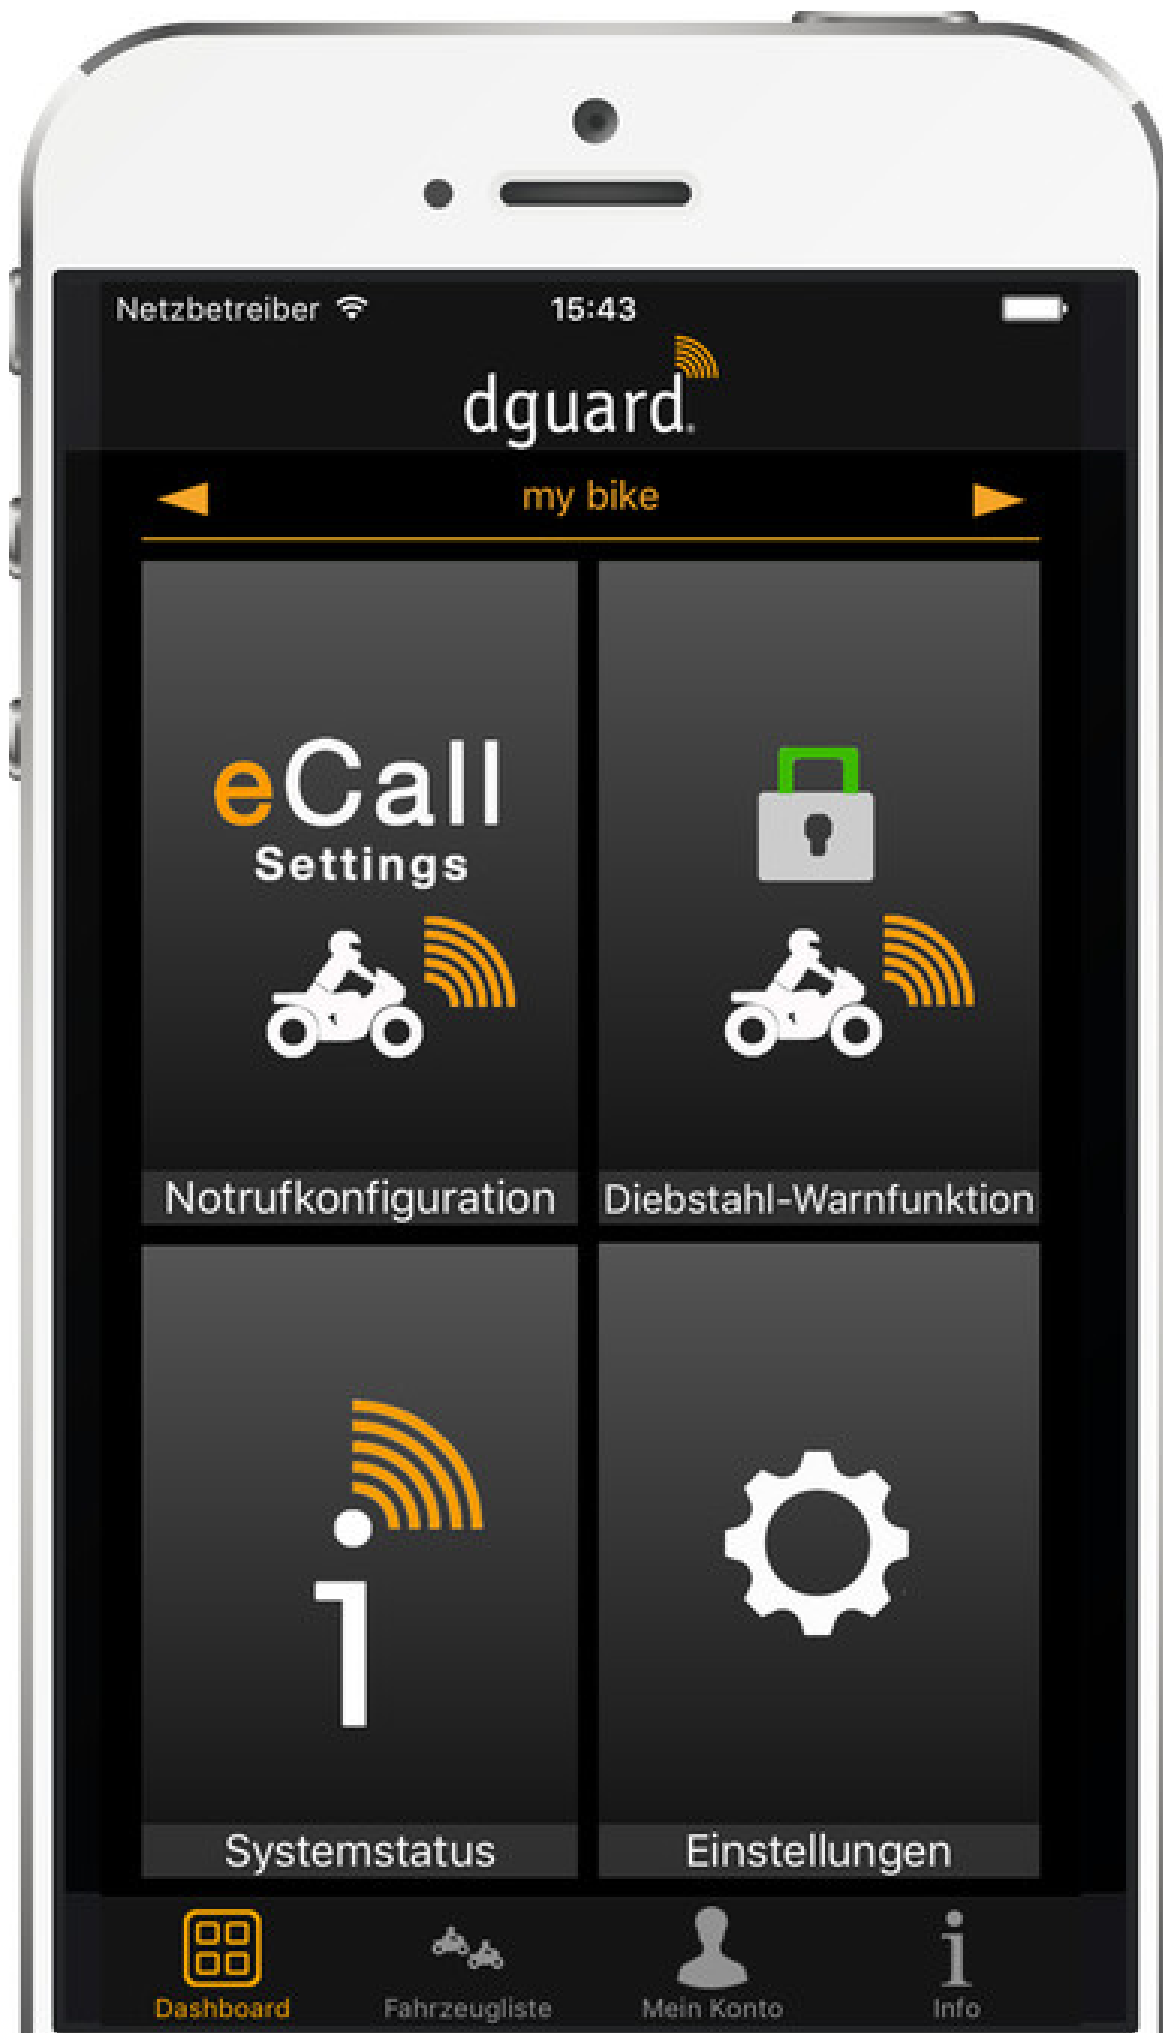 Netzbetreiber 15:43
dguard
my bike
eCall
Settings
Notrufkonfiguration
Diebstahl-Warnfunktion
i
Systemstatus
Einstellungen
Dashboard
Fahrzeugliste
Mein Konto
i
Info